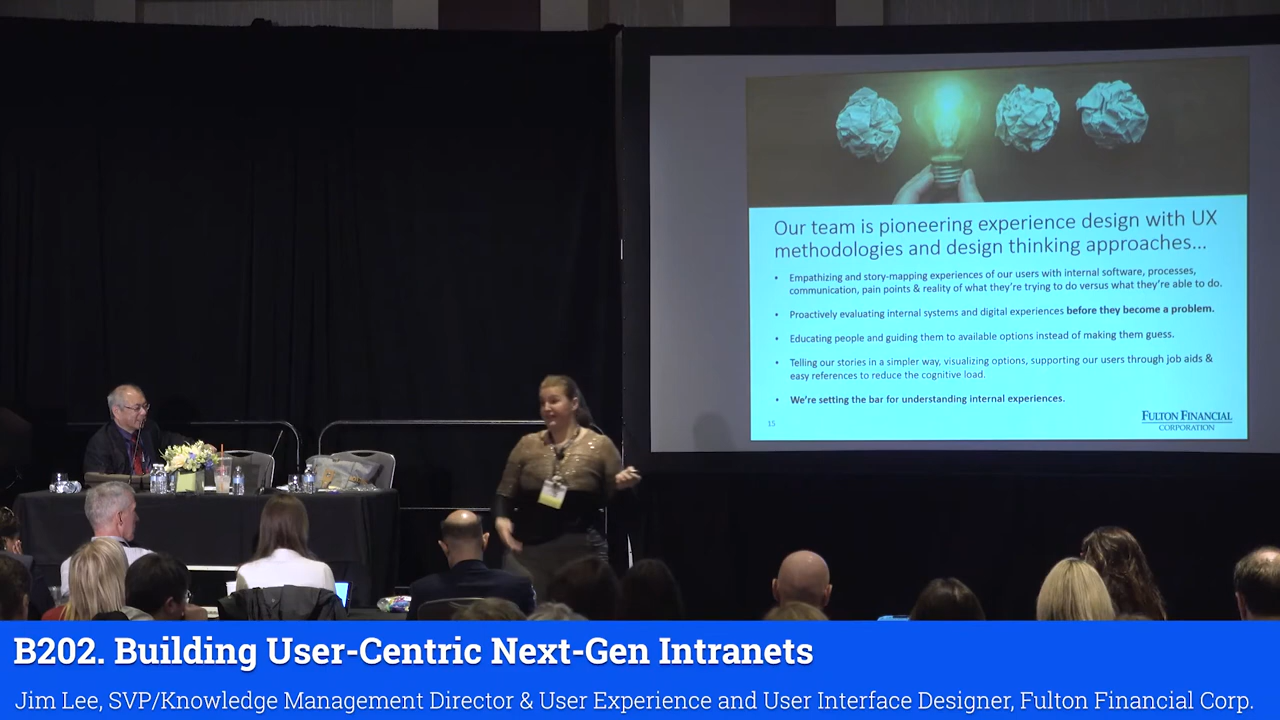 Our team is pioneering experience design with UX
methodologies and design thinking approaches...
• Empathizing and story-mapping experiences of our users with internal software, processes,
communication, pain points & reality of what they're trying to do versus what they're able to do.
• Proactively evaluating internal systems and digital experiences before they become a problem.
• Educating people and guiding them to available options instead of making them guess.
• Telling our stories in a simpler way, visualizing options, supporting our users through job aids &
easy references to reduce the cognitive load.
• We're setting the bar for understanding internal experiences.
15
FULTON FINANCIAL
CORPORATION
B202. Building User-Centric Next-Gen Intranets
Jim Lee, SVP/Knowledge Management Director & User Experience and User Interface Designer, Fulton Financial Corp.